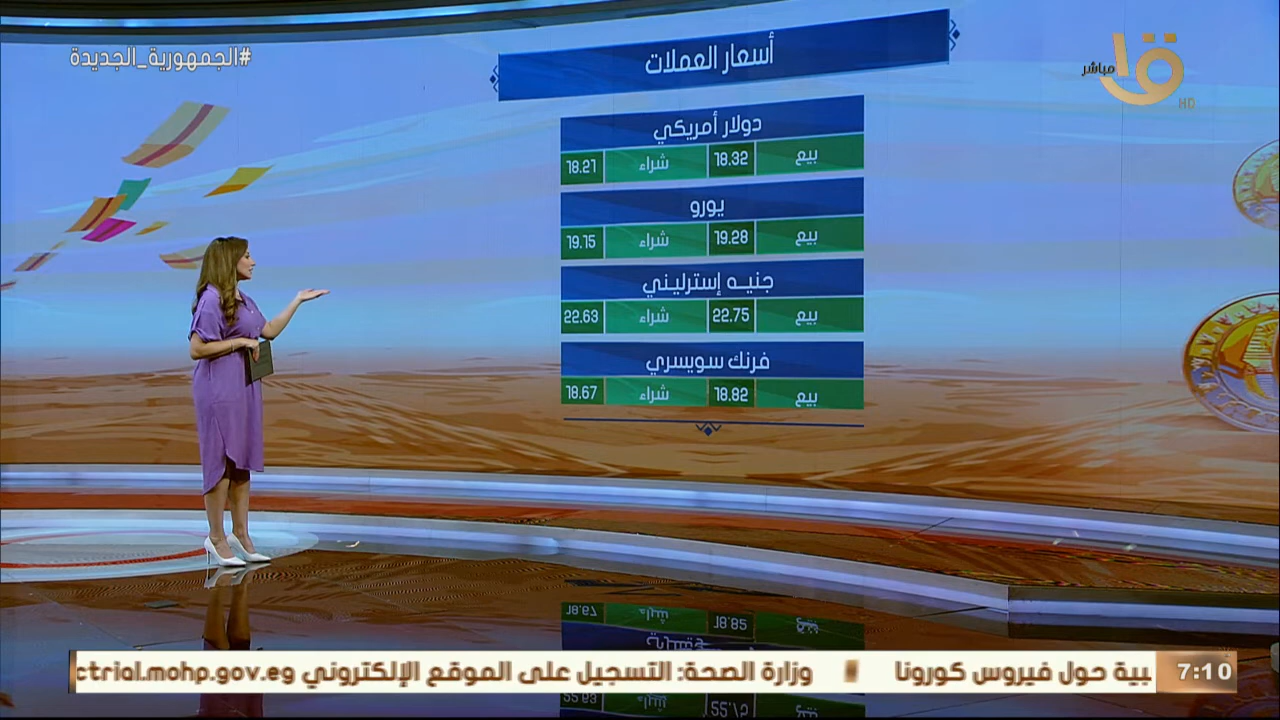 #الجمهورية_الجديدة
مباشر
HD
أسعار العملات
دولار أمريكي
بيع 18.32 شراء 18.21
يورو
بيع 19.28 شراء 19.15
جنيه إسترليني
بيع 22.75 شراء 22.63
فرنك سويسري
بيع 18.82 شراء 18.67
7:10 بية حول فيروس كورونا وزارة الصحة: التسجيل على الموقع الإلكتروني ctrial.mohp.gov.eg